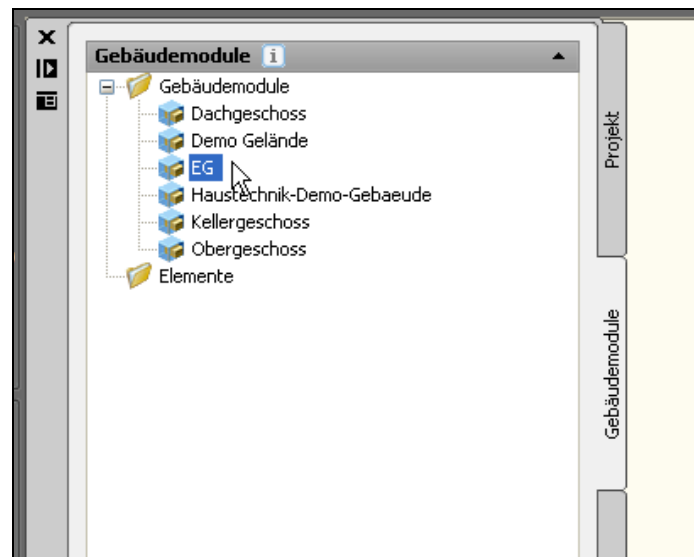 Gebäudemodule
Gebäudemodule
Dachgeschoss
Demo Gelände
EG
Haustechnik-Demo-Gebaeude
Kellergeschoss
Obergeschoss
Elemente
Projekt
Gebäudemodule